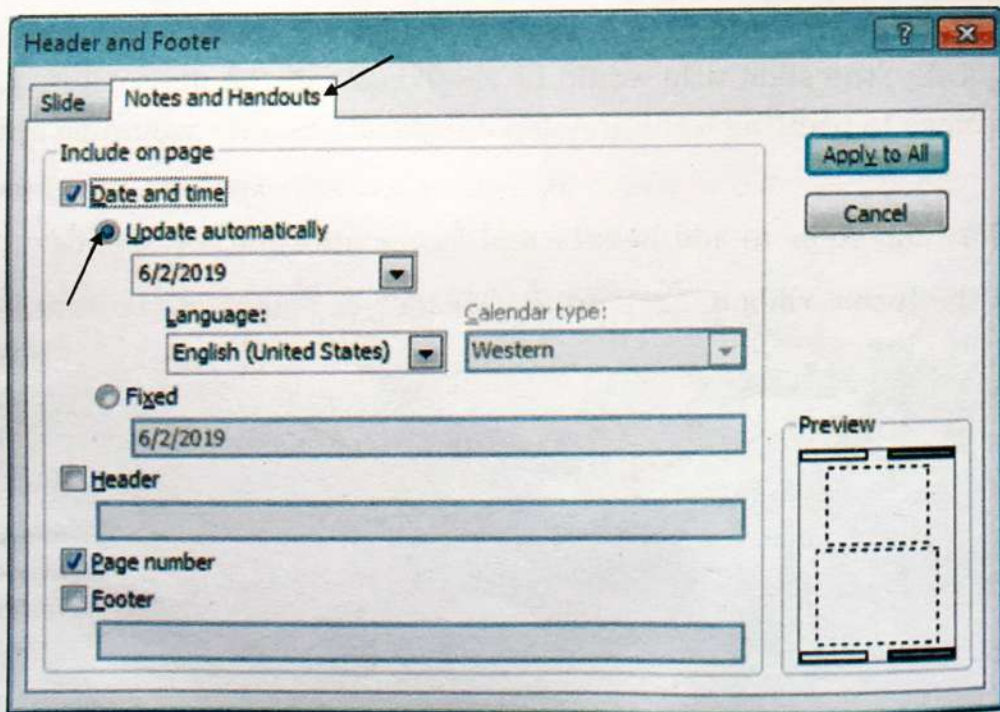 Header and Footer
Slide
Notes and Handouts
Include on page
Date and time
Update automatically
6/2/2019
Language:
Calendar type:
English (United States)
Western
Fixed
6/2/2019
Header
Page number
Footer
Apply to All
Cancel
Preview